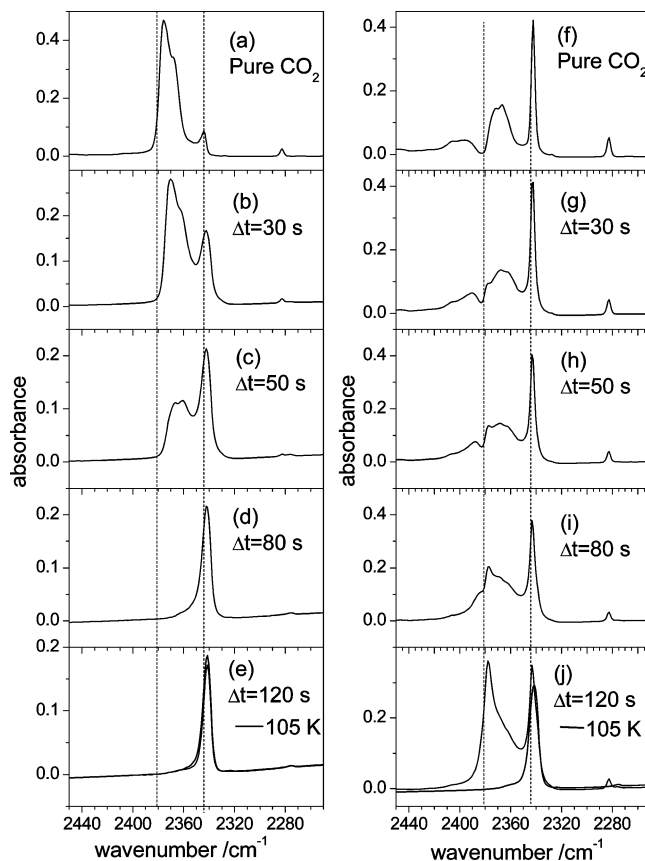 0.4
0.2
0.0
(a)
Pure CO₂
0.2
0.1
0.0
(b)
Δt=30 s
0.2
0.1
0.0
(c)
Δt=50 s
0.2
0.1
0.0
(d)
Δt=80 s
0.2
0.1
0.0
(e)
Δt=120 s
105 K
2440 2400 2360 2320 2280
wavenumber /cm⁻¹
absorbance
0.4
0.2
0.0
(f)
Pure CO₂
0.4
0.2
0.0
(g)
Δt=30 s
0.4
0.2
0.0
(h)
Δt=50 s
0.4
0.2
0.0
(i)
Δt=80 s
0.2
0.0
(j)
Δt=120 s
105 K
2440 2400 2360 2320 2280
wavenumber /cm⁻¹
absorbance